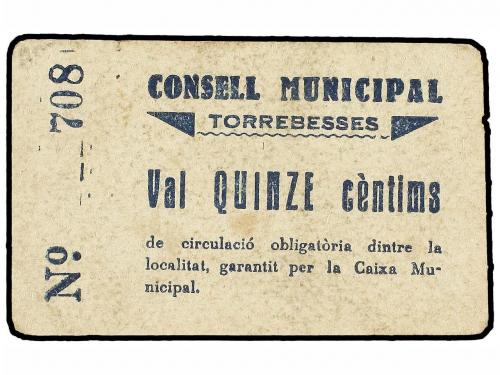 CONSELL MUNICIPAL
TORREBESSES
Val QUINZE cèntims
de circulació obligatòria dintre la
localitat, garantit per la Caixa Mu-
nicipal.
Nº. 708